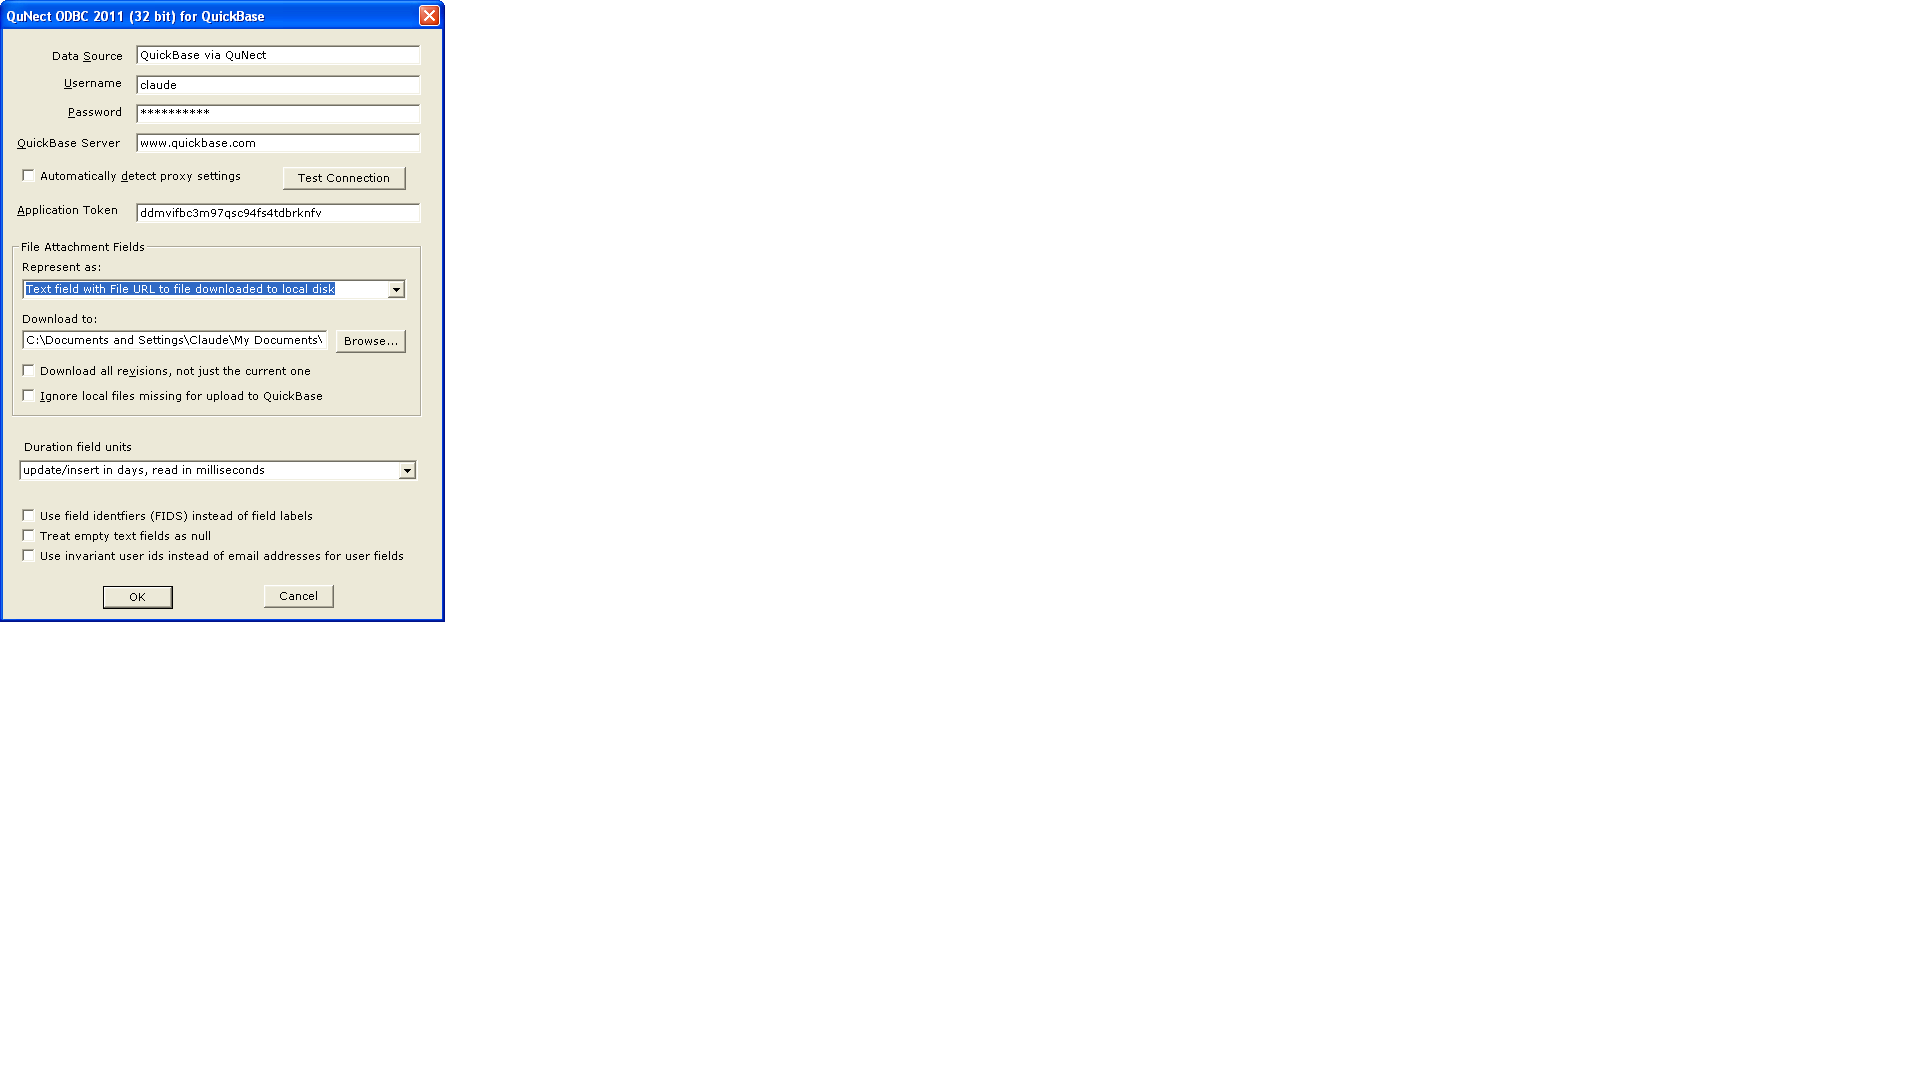 QuNect ODBC 2011 (32 bit) for QuickBase
Data Source QuickBase via QuNect
Username claude
Password **********
QuickBase Server www.quickbase.com
Automatically detect proxy settings Test Connection
Application Token ddmvifbc3m97qsc94fs4tdbrknfv
File Attachment Fields
Represent as:
Text field with File URL to file downloaded to local disk
Download to:
C:\Documents and Settings\Claude\My Documents\ Browse...
Download all revisions, not just the current one
Ignore local files missing for upload to QuickBase
Duration field units
update/insert in days, read in milliseconds
Use field identfiers (FIDS) instead of field labels
Treat empty text fields as null
Use invariant user ids instead of email addresses for user fields
OK Cancel